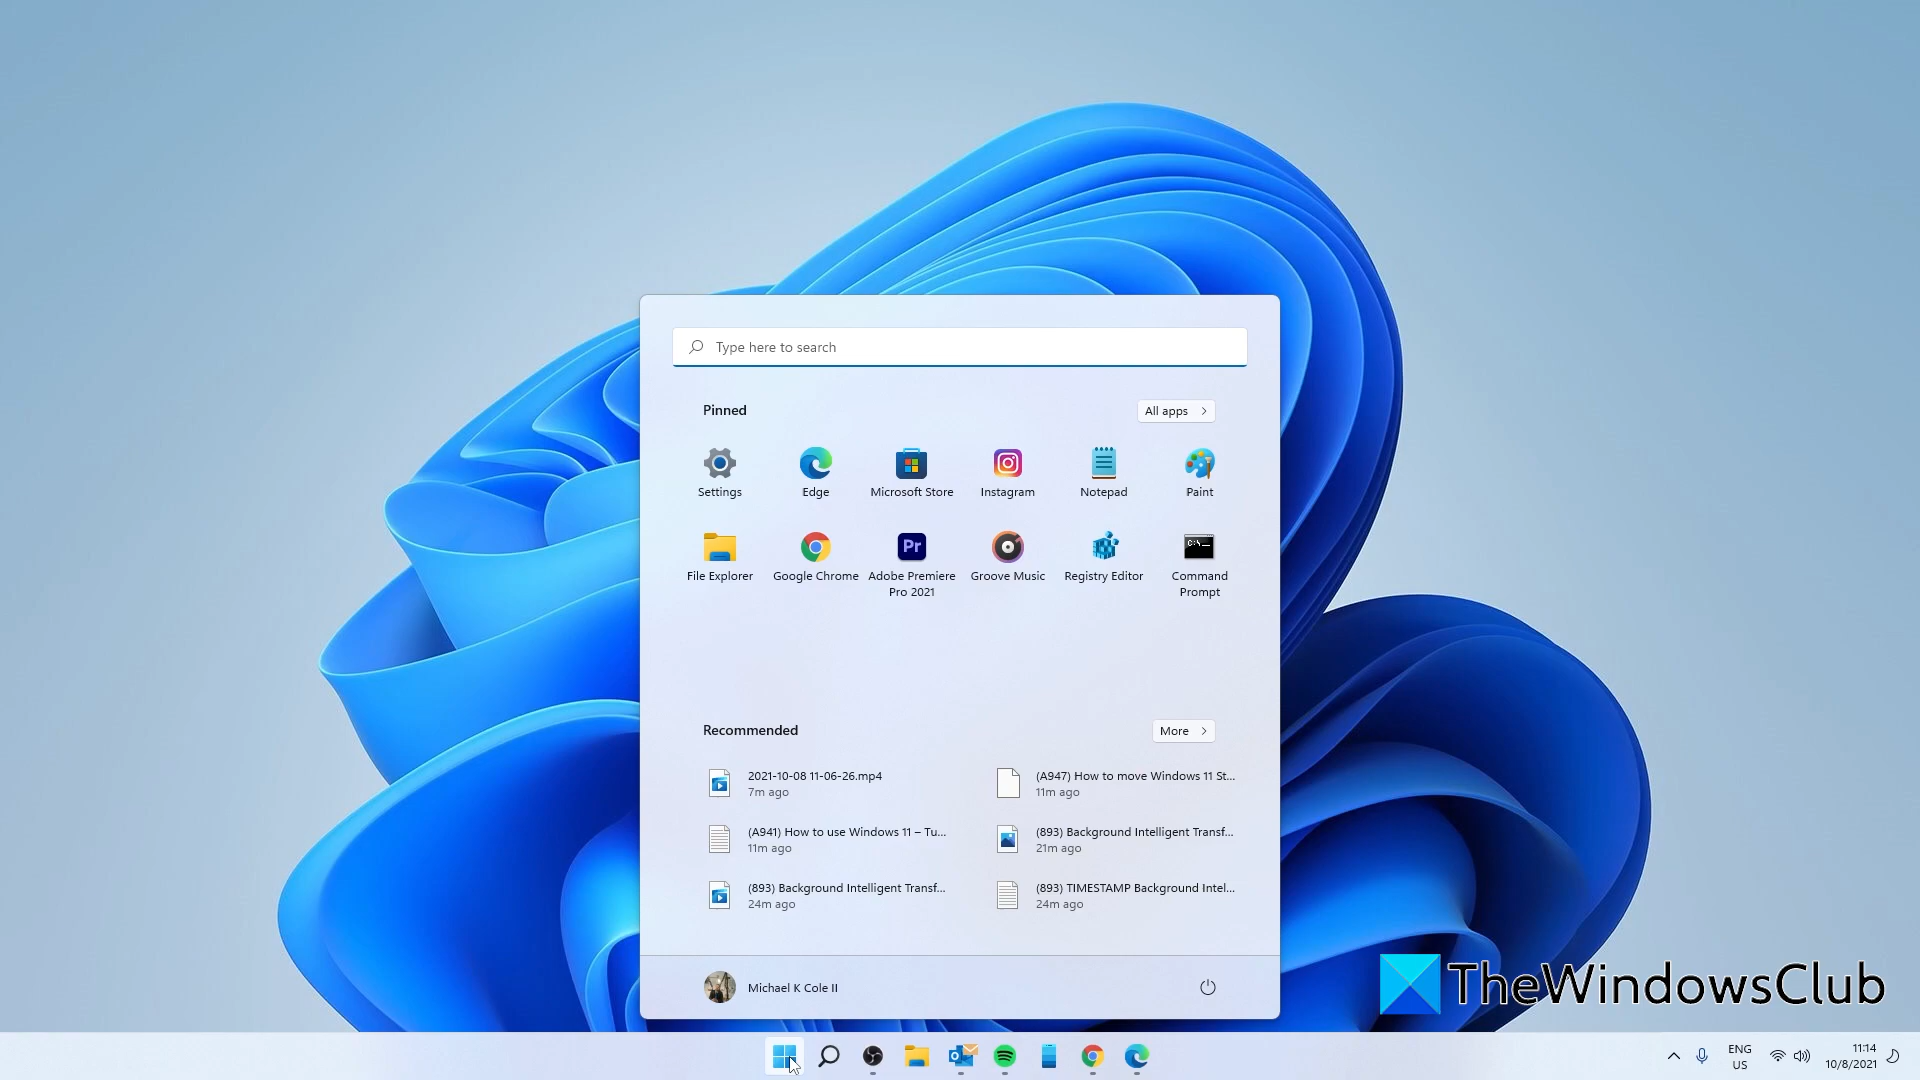 Type here to search
Pinned
All apps
Settings
Edge
Microsoft Store
Instagram
Notepad
Paint
File Explorer
Google Chrome
Pr
Adobe Premiere
Pro 2021
Groove Music
Registry Editor
C:\_
Command
Prompt
Recommended
More
2021-10-08 11-06-26.mp4
7m ago
(A947) How to move Windows 11 St...
11m ago
(A941) How to use Windows 11 – Tu...
11m ago
(893) Background Intelligent Transf...
21m ago
(893) Background Intelligent Transf...
24m ago
(893) TIMESTAMP Background Intel...
24m ago
Michael K Cole II
TheWindowsClub
ENG
US
11:14
10/8/2021